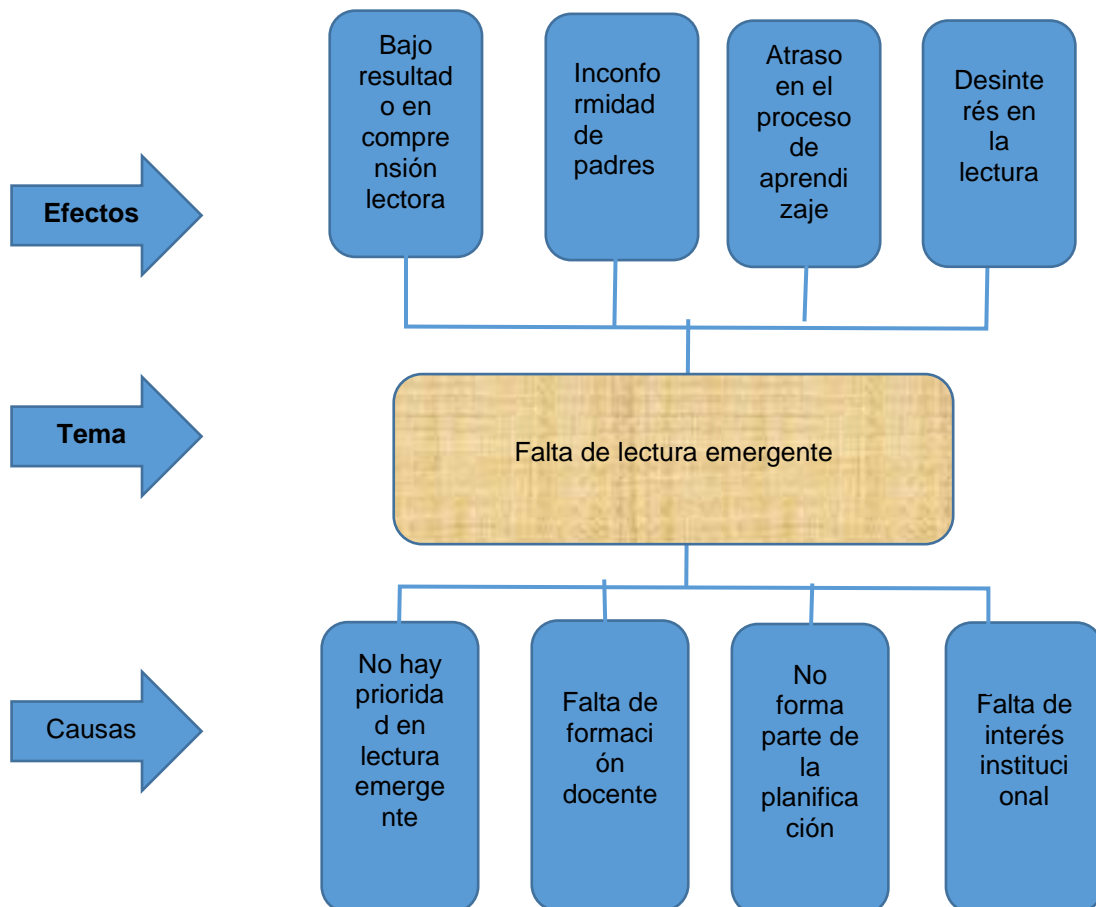 Bajo
resultad
o en
compre
nsión
lectora
Inconfo
rmidad
de
padres
Atraso
en el
proceso
de
aprendi
zaje
Desinte
rés en
la
lectura
Efectos
Tema
Falta de lectura emergente
Causas
No hay
priorida
d en
lectura
emerge
nte
Falta de
formaci
ón
docente
No
forma
parte de
la
planifica
ción
Falta de
interés
instituci
onal